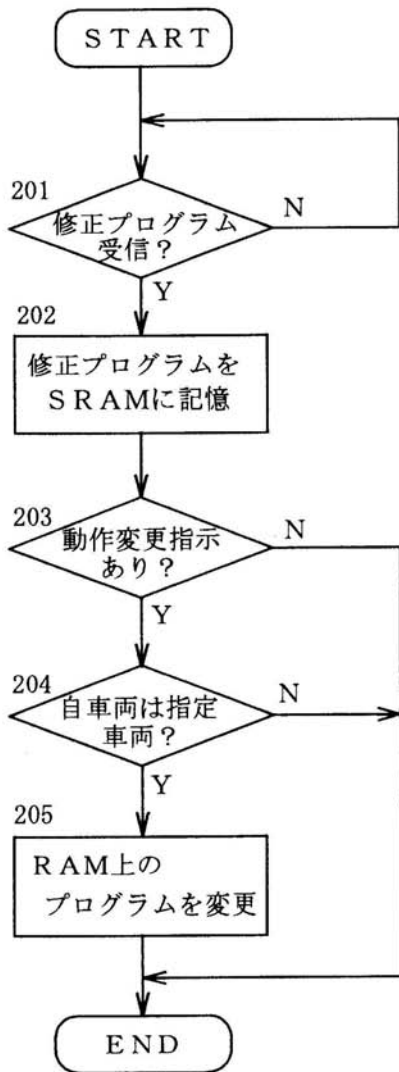 START
201
修正プログラム
受信？
N
Y
202
修正プログラムを
SRAMに記憶
203
動作変更指示
あり？
N
Y
204
自車両は指定
車両？
N
Y
205
RAM上の
プログラムを変更
END